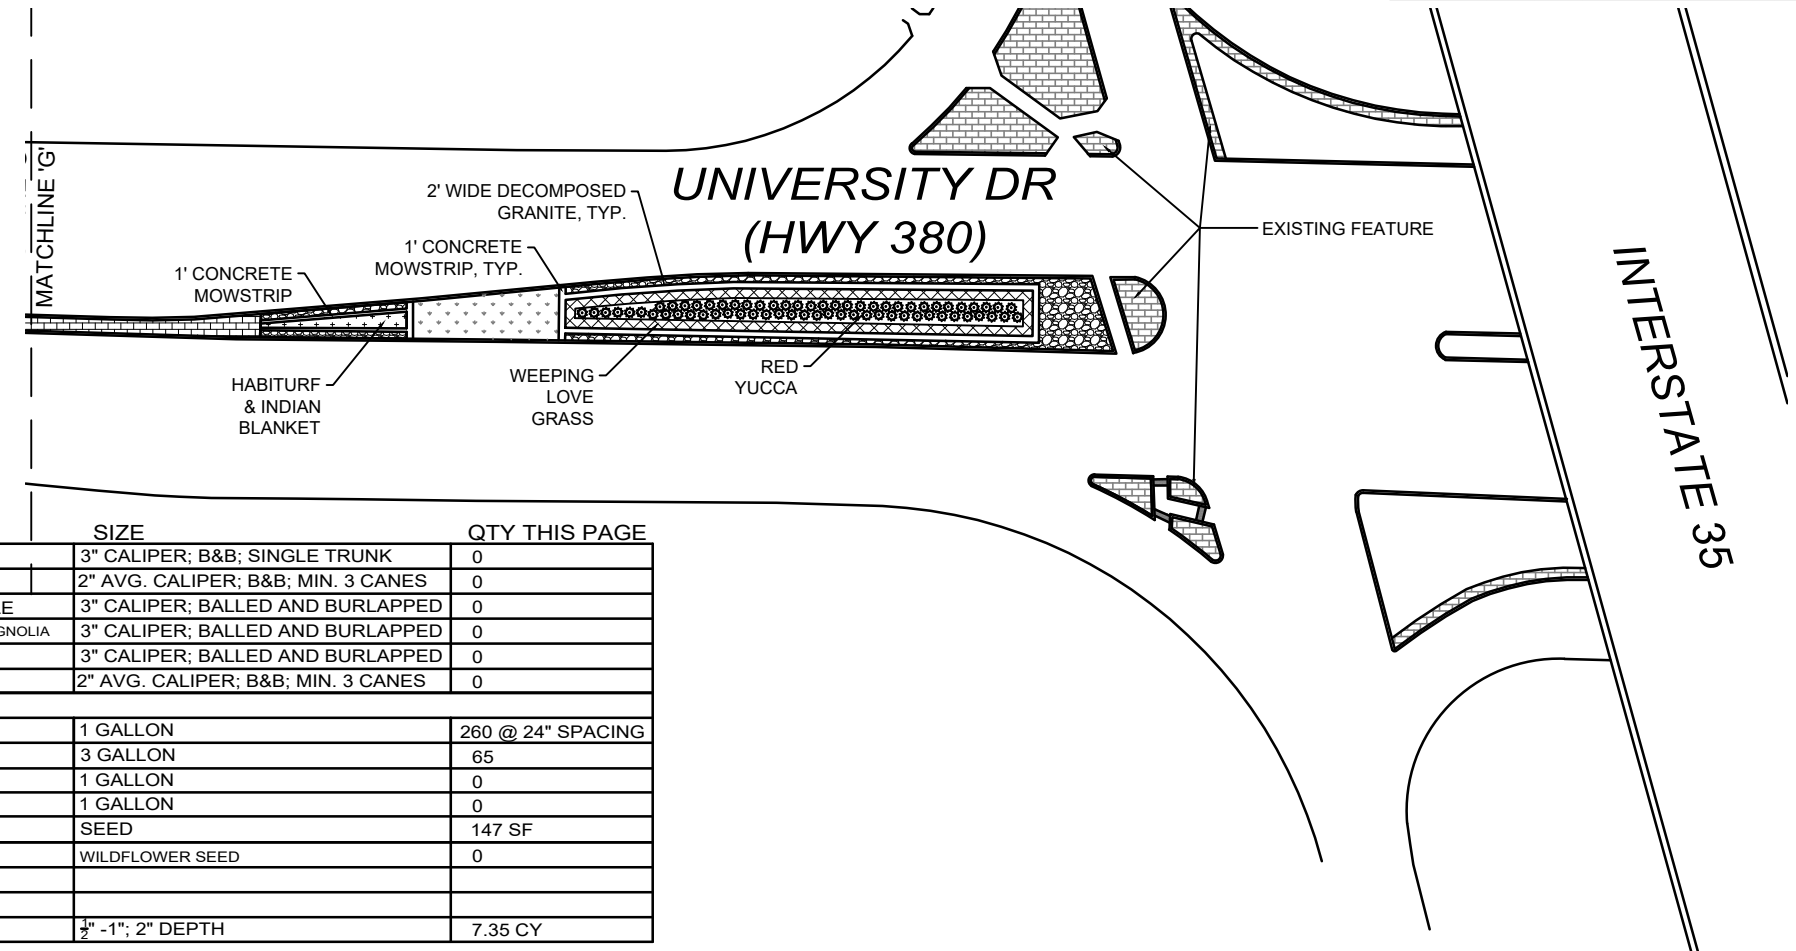 MATCHLINE 'G'
2' WIDE DECOMPOSED
GRANITE, TYP.
UNIVERSITY DR
(HWY 380)
1' CONCRETE
MOWSTRIP, TYP.
1' CONCRETE
MOWSTRIP
EXISTING FEATURE
INTERSTATE 35
HABITURF
& INDIAN
BLANKET
WEEPING
LOVE
GRASS
RED
YUCCA
SIZE QTY THIS PAGE
3" CALIPER; B&B; SINGLE TRUNK 0
2" AVG. CALIPER; B&B; MIN. 3 CANES 0
3" CALIPER; BALLED AND BURLAPPED 0
GNOLIA 3" CALIPER; BALLED AND BURLAPPED 0
3" CALIPER; BALLED AND BURLAPPED 0
2" AVG. CALIPER; B&B; MIN. 3 CANES 0
1 GALLON 260 @ 24" SPACING
3 GALLON 65
1 GALLON 0
1 GALLON 0
SEED 147 SF
WILDFLOWER SEED 0
½" -1"; 2" DEPTH 7.35 CY